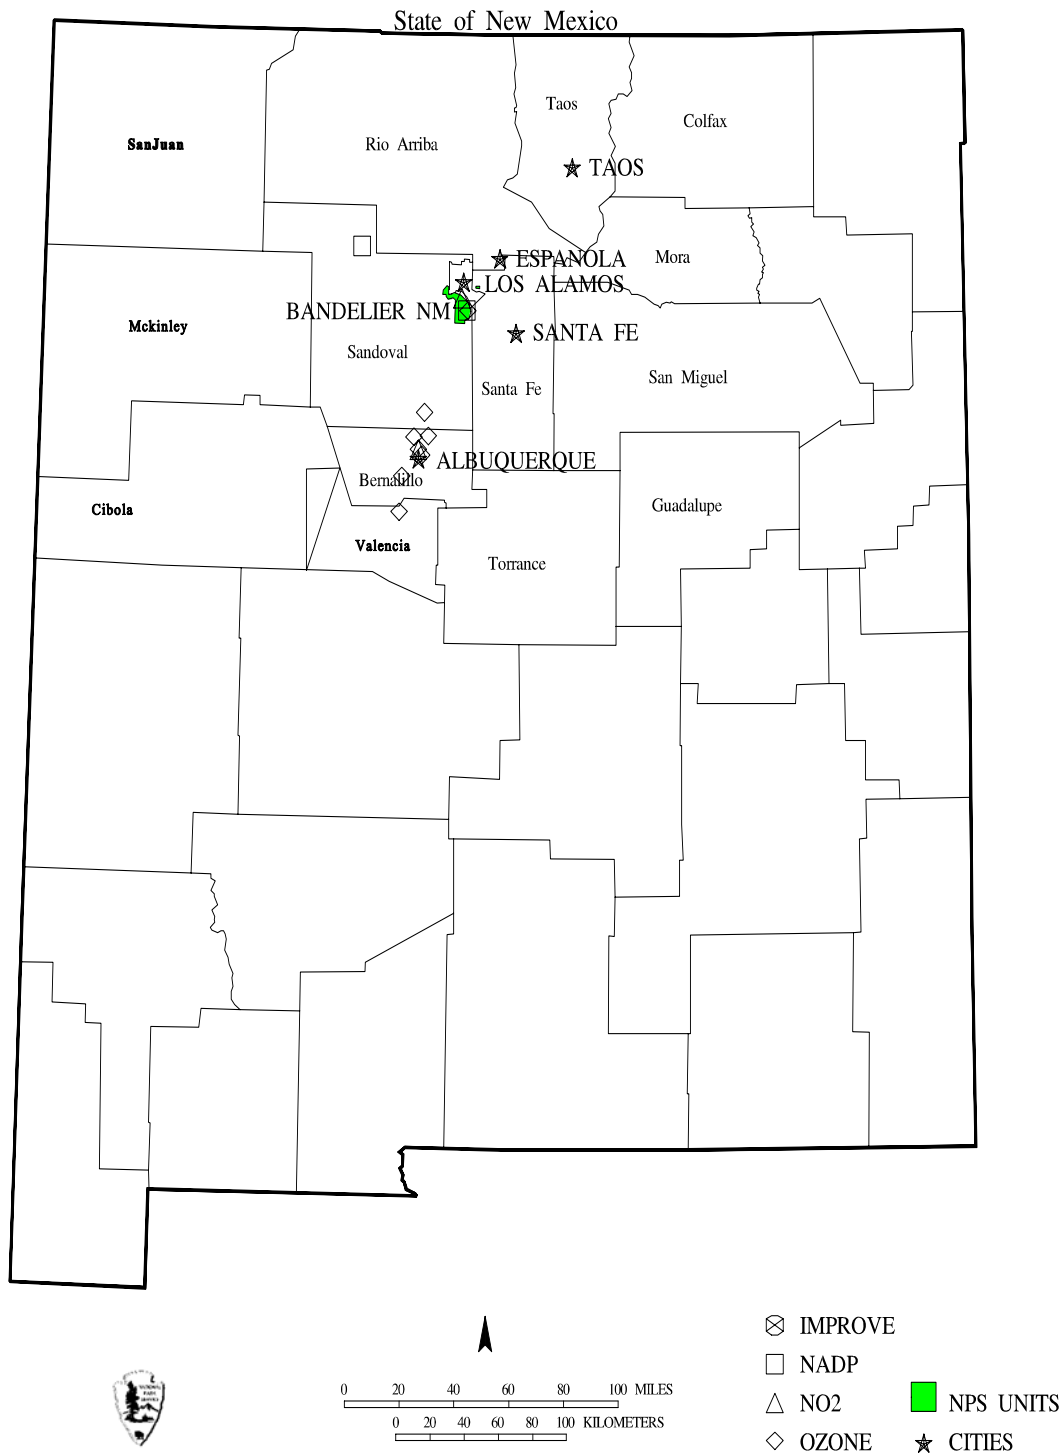 State of New Mexico
Taos
Colfax
SanJuan
Rio Arriba
TAOS
ESPANOLA
Mora
LOS ALAMOS
BANDELIER NM
Mckinley
SANTA FE
Sandoval
San Miguel
Santa Fe
ALBUQUERQUE
Bernalillo
Cibola
Guadalupe
Valencia
Torrance
IMPROVE
NADP
0 20 40 60 80 100 MILES
NO2
NPS UNITS
0 20 40 60 80 100 KILOMETERS
OZONE
CITIES